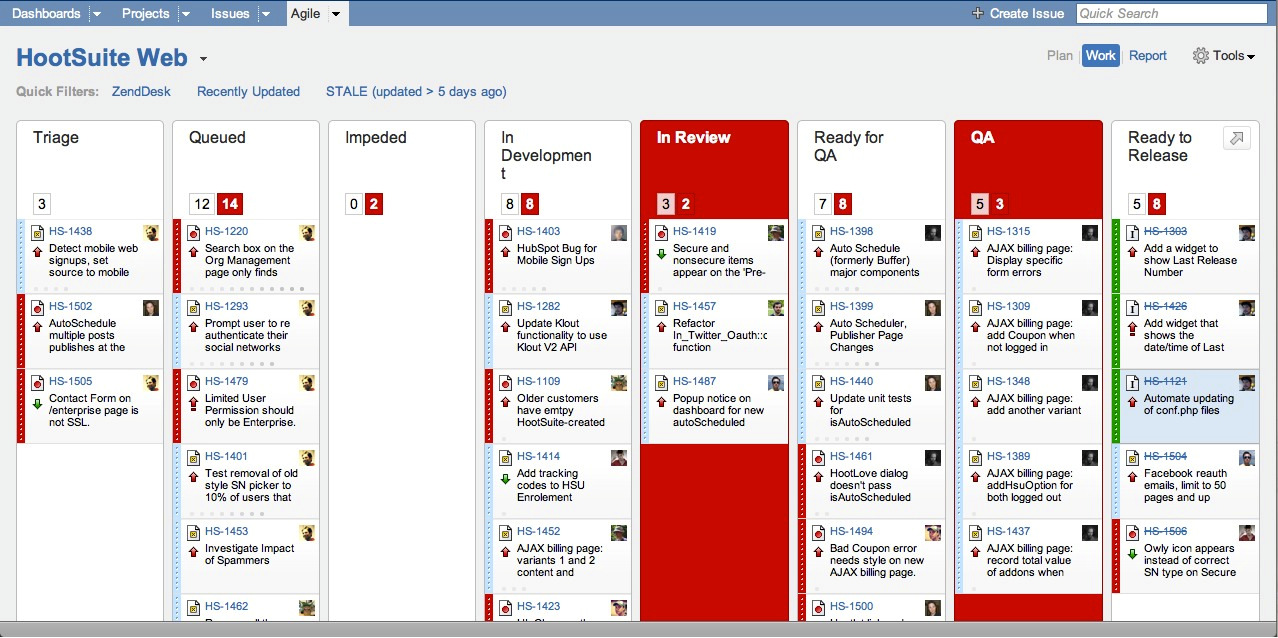 Dashboards Projects Issues Agile Create Issue Quick Search
HootSuite Web
Plan Work Report Tools
Quick Filters: ZendDesk Recently Updated STALE (updated > 5 days ago)
Triage
3
HS-1438
Detect mobile web
signups, set
source to mobile
HS-1502
AutoSchedule
multiple posts
publishes at the
HS-1505
Contact Form on
/enterprise page is
not SSL.
Queued
12 14
HS-1220
Search box on the
Org Management
page only finds
HS-1293
Prompt user to re
authenticate their
social networks
HS-1479
Limited User
Permission should
only be Enterprise.
HS-1401
Test removal of old
style SN picker to
10% of users that
HS-1453
Investigate Impact
of Spammers
HS-1462
Impeded
0 2
In
Developmen
t
8 8
HS-1403
HubSpot Bug for
Mobile Sign Ups
HS-1282
Update Klout
functionality to use
Klout V2 API
HS-1109
Older customers
have emtpy
HootSuite-created
HS-1414
Add tracking
codes to HSU
Enrolement
HS-1452
AJAX billing page:
variants 1 and 2
content and
HS-1423
In Review
3 2
HS-1419
Secure and
nonsecure items
appear on the 'Pre-
HS-1457
Refactor
In_Twitter_Oauth::c
function
HS-1487
Popup notice on
dashboard for new
autoScheduled
Ready for
QA
7 8
HS-1398
Auto Schedule
(formerly Buffer)
major components
HS-1399
Auto Scheduler,
Publisher Page
Changes
HS-1440
Update unit tests
for
isAutoScheduled
HS-1461
HootLove dialog
doesn't pass
isAutoScheduled
HS-1494
Bad Coupon error
needs style on new
AJAX billing page.
HS-1500
QA
5 3
HS-1315
AJAX billing page:
Display specific
form errors
HS-1309
AJAX billing page:
add Coupon when
not logged in
HS-1348
AJAX billing page:
add another variant
HS-1389
AJAX billing page:
addHsuOption for
both logged out
HS-1437
AJAX billing page:
record total value
of addons when
Ready to
Release
5 8
HS-1303
Add a widget to
show Last Release
Number
HS-1426
Add widget that
shows the
date/time of Last
HS-1121
Automate updating
of conf.php files
HS-1504
Facebook reauth
emails, limit to 50
pages and up
HS-1506
Owly icon appears
instead of correct
SN type on Secure